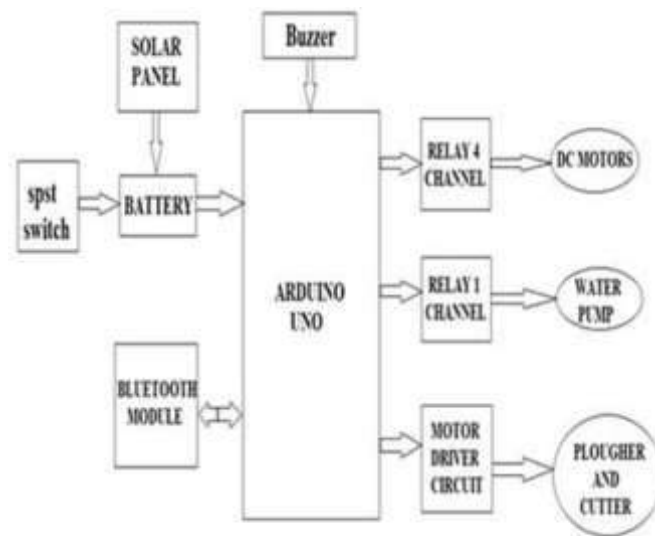 SOLAR
PANEL
Buzzer
spst
switch
BATTERY
ARDUINO
UNO
BLUETOOTH
MODULE
RELAY 4
CHANNEL
DC MOTORS
RELAY 1
CHANNEL
WATER
PUMP
MOTOR
DRIVER
CIRCUIT
PLOUGHER
AND
CUTTER